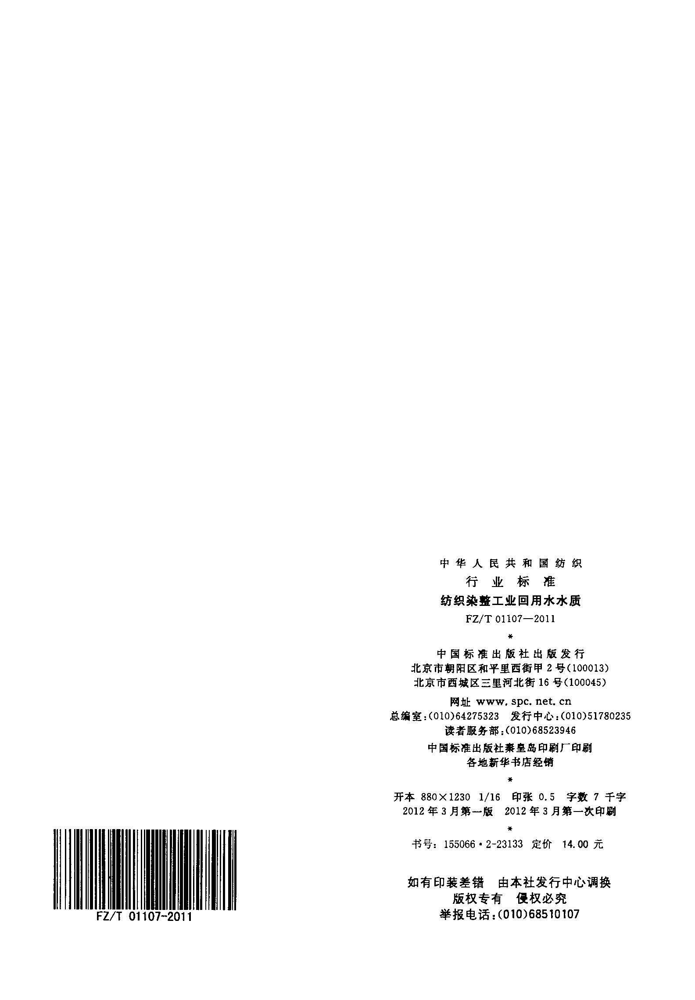 中华人民共和国纺织
行业标准
纺织染整工业回用水水质
FZ/T 01107—2011
*
中国标准出版社出版发行
北京市朝阳区和平里西街甲2号(100013)
北京市西城区三里河北街16号(100045)
网址 www.spc.net.cn
总编室:(010)64275323 发行中心:(010)51780235
读者服务部:(010)68523946
中国标准出版社秦皇岛印刷厂印刷
各地新华书店经销
*
开本 880×1230 1/16 印张 0.5 字数 7 千字
2012年3月第一版 2012年3月第一次印刷
*
书号: 155066·2-23133 定价 14.00 元
如有印装差错 由本社发行中心调换
版权专有 侵权必究
举报电话:(010)68510107
FZ/T 01107-2011